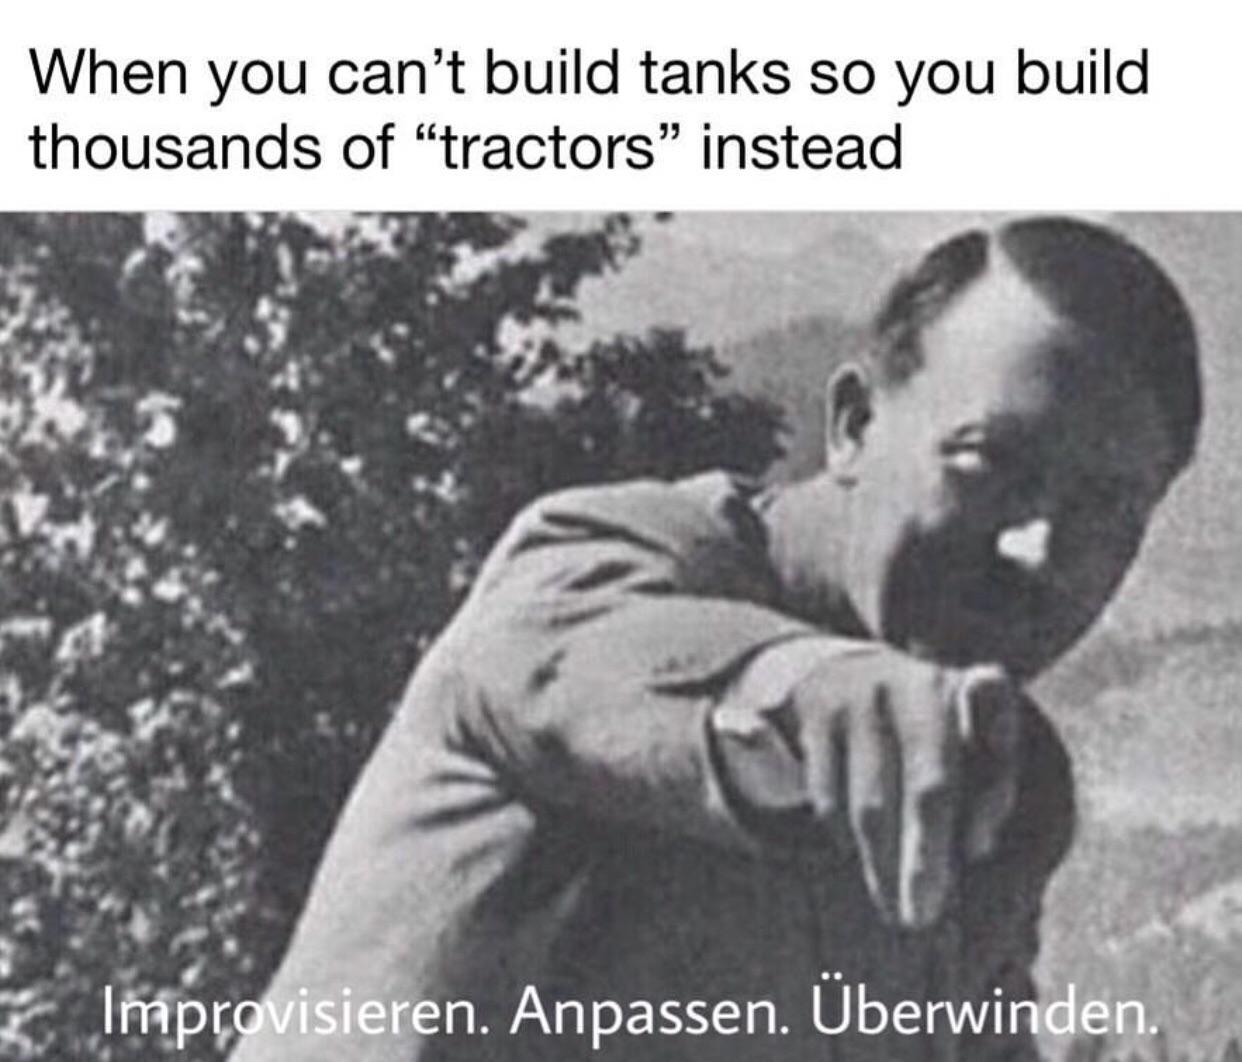 When you can’t build tanks so you build
thousands of “tractors” instead
Improvisieren. Anpassen. Überwinden.